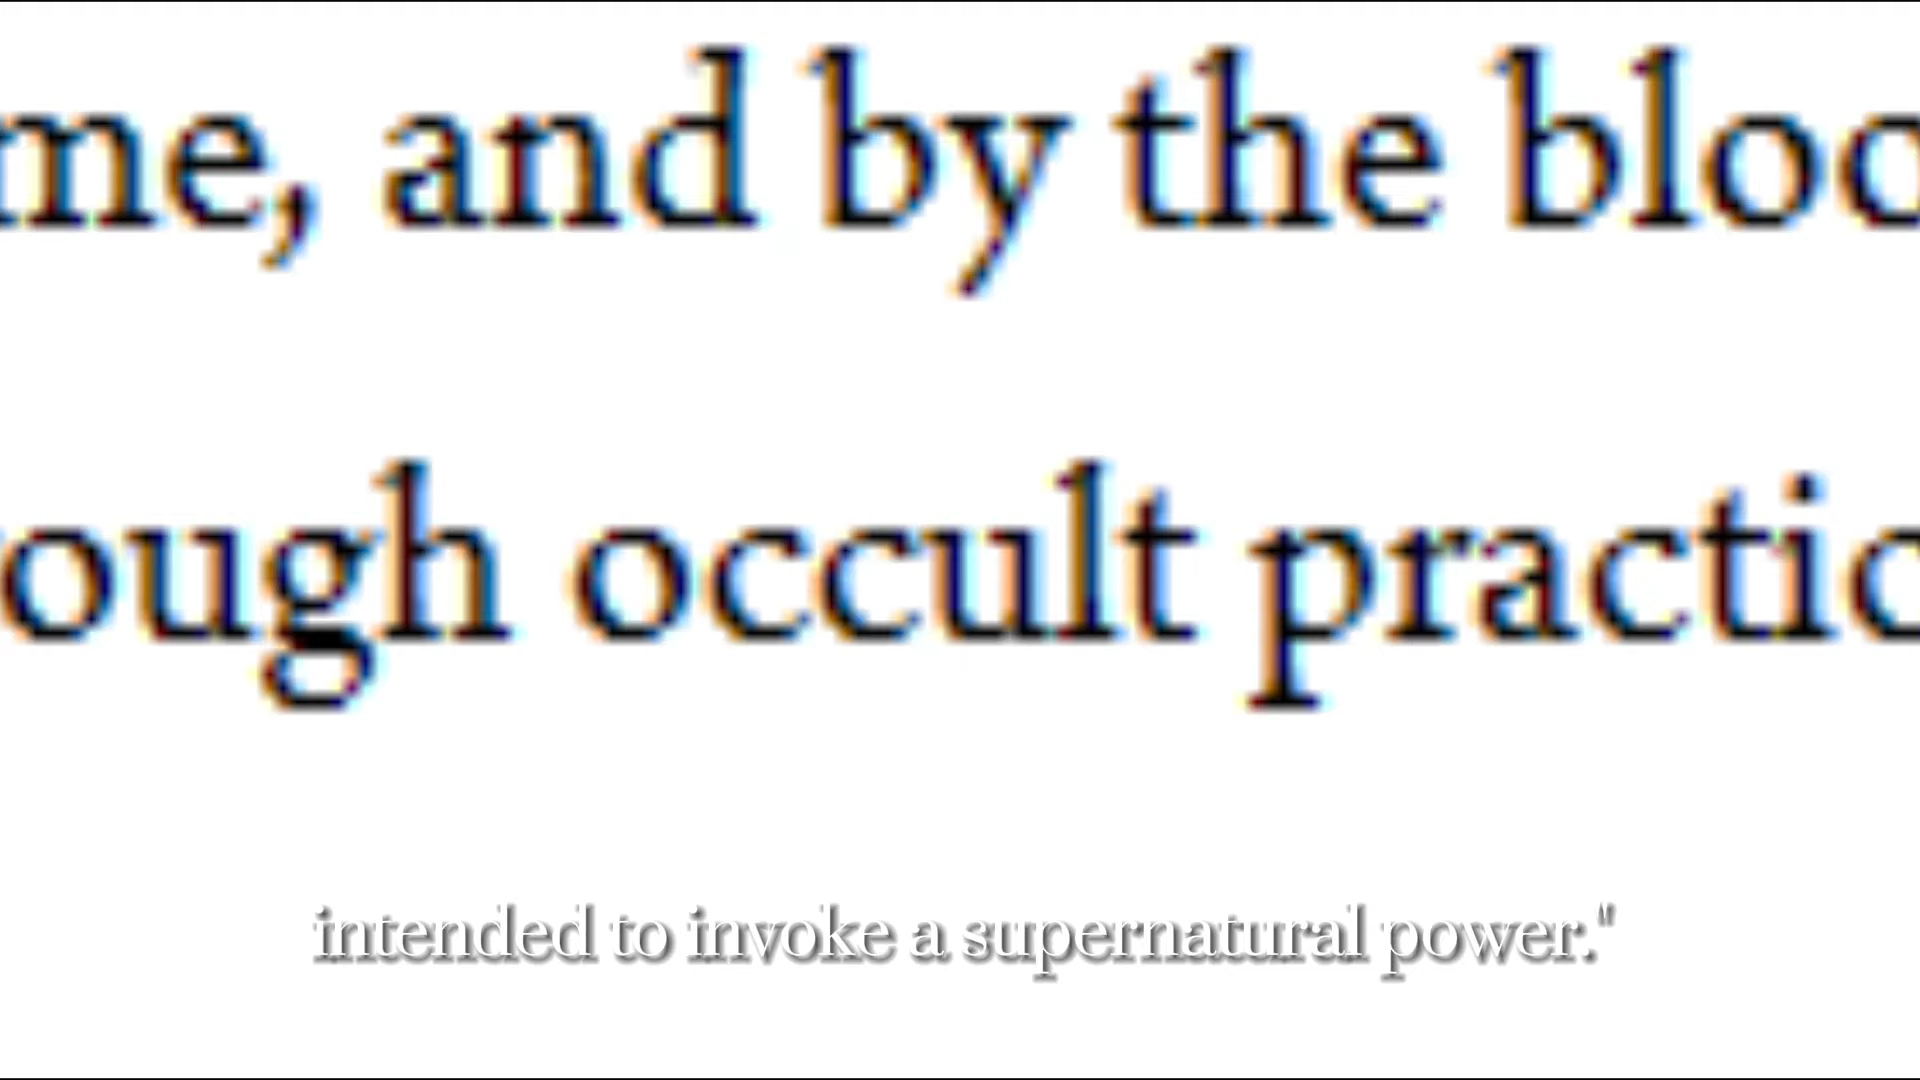 me, and by the bloo
ough occult practic
intended to invoke a supernatural power."